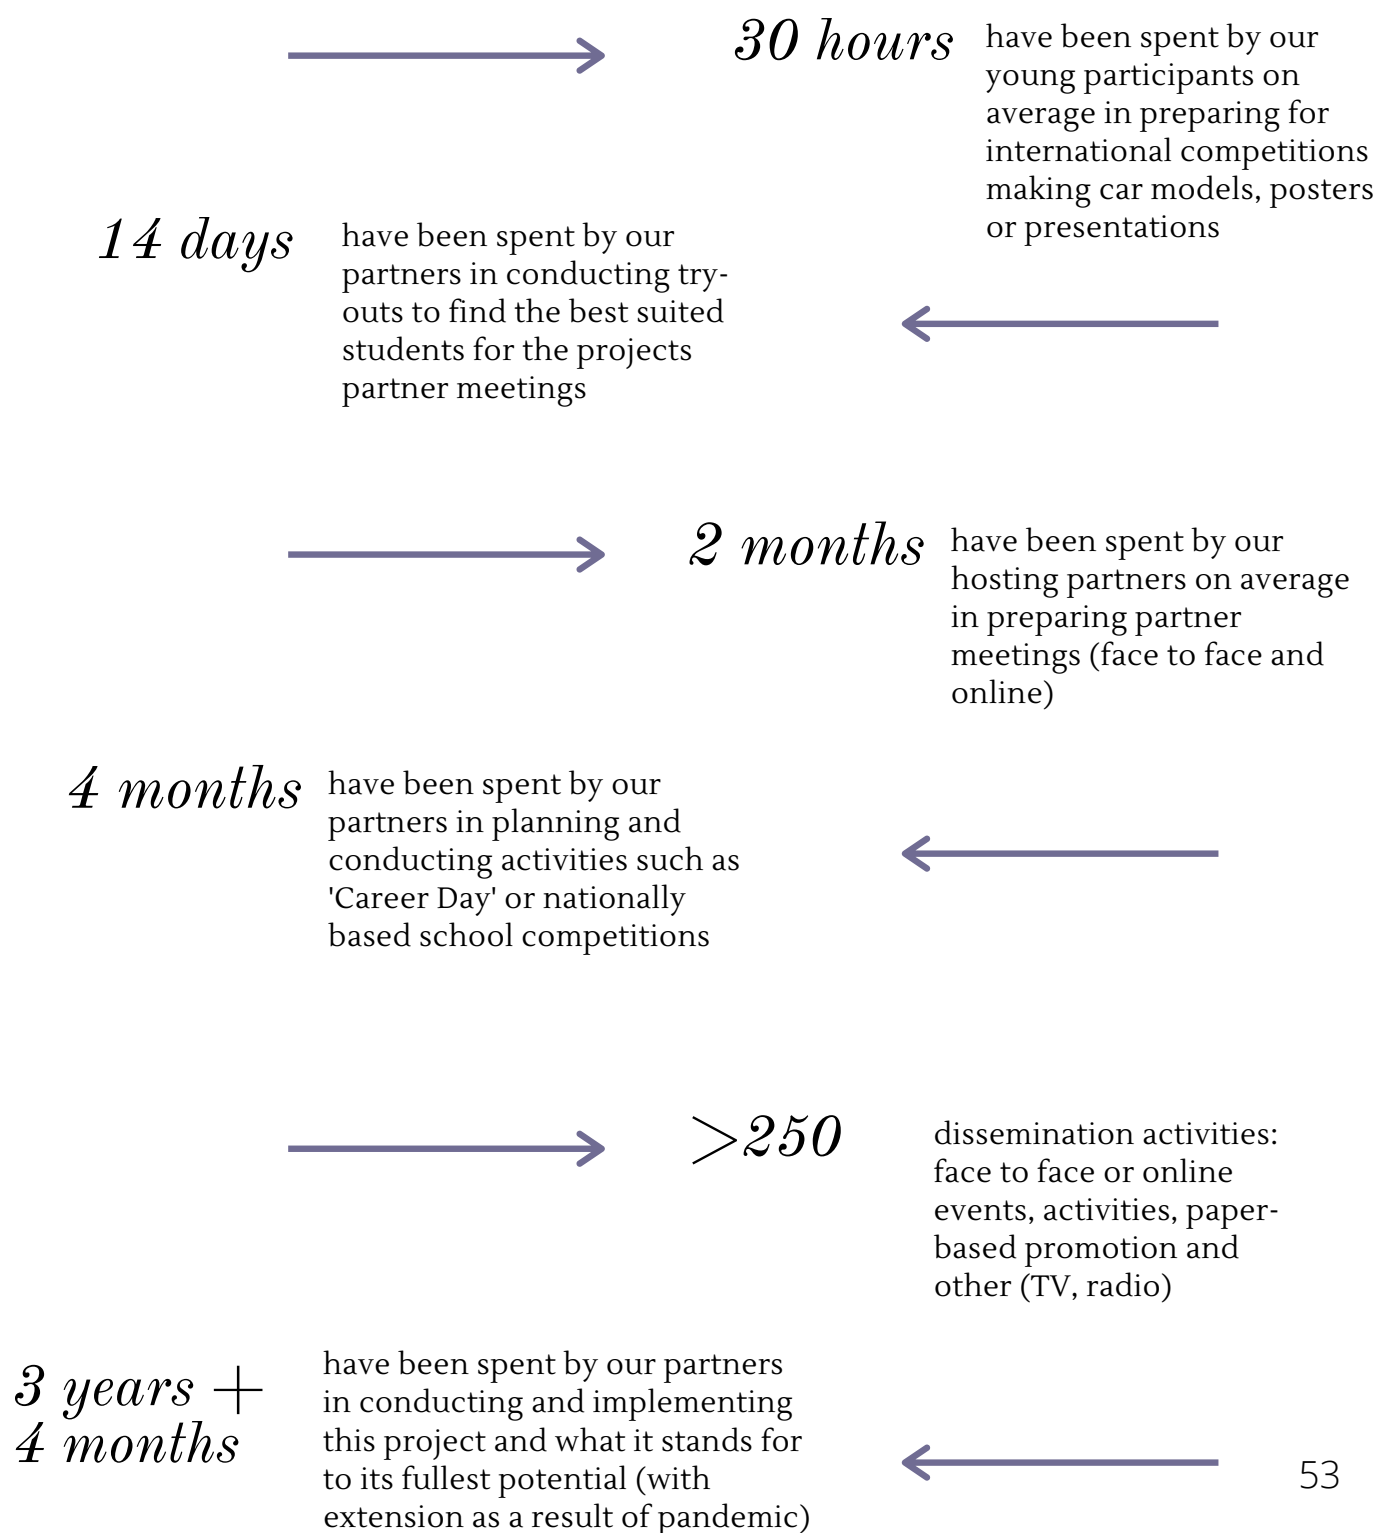 30 hours
have been spent by our
young participants on
average in preparing for
international competitions
making car models, posters
or presentations
14 days
have been spent by our
partners in conducting try-
outs to find the best suited
students for the projects
partner meetings
2 months
have been spent by our
hosting partners on average
in preparing partner
meetings (face to face and
online)
4 months
have been spent by our
partners in planning and
conducting activities such as
'Career Day' or nationally
based school competitions
>250
dissemination activities:
face to face or online
events, activities, paper-
based promotion and
other (TV, radio)
3 years +
4 months
have been spent by our partners
in conducting and implementing
this project and what it stands for
to its fullest potential (with
extension as a result of pandemic)
53